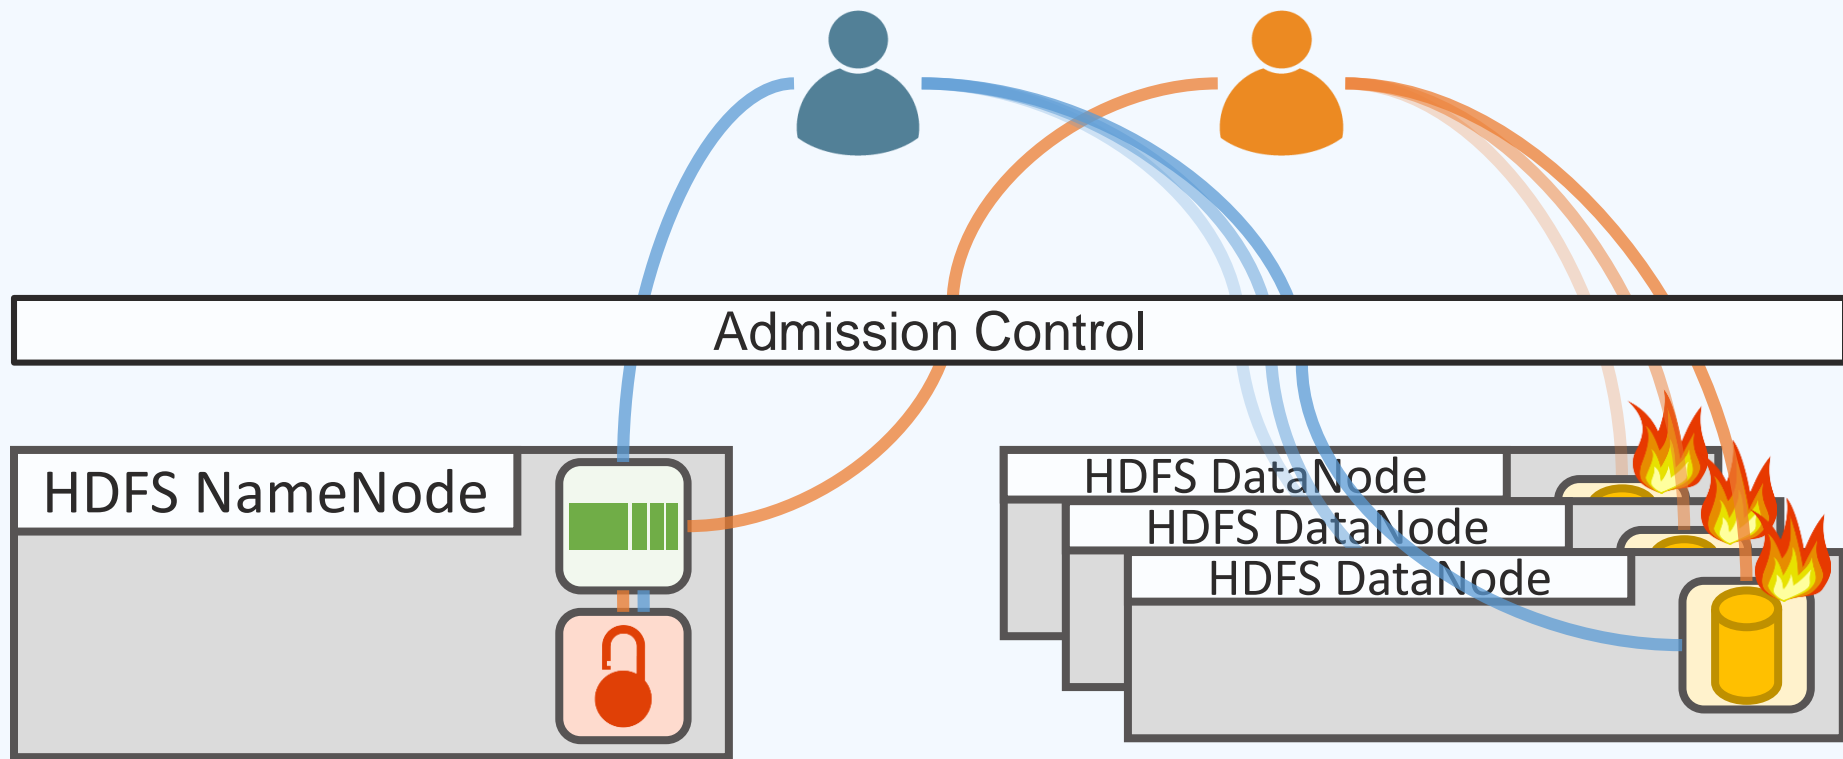 Admission Control
HDFS NameNode
HDFS DataNode
HDFS DataNode
HDFS DataNode